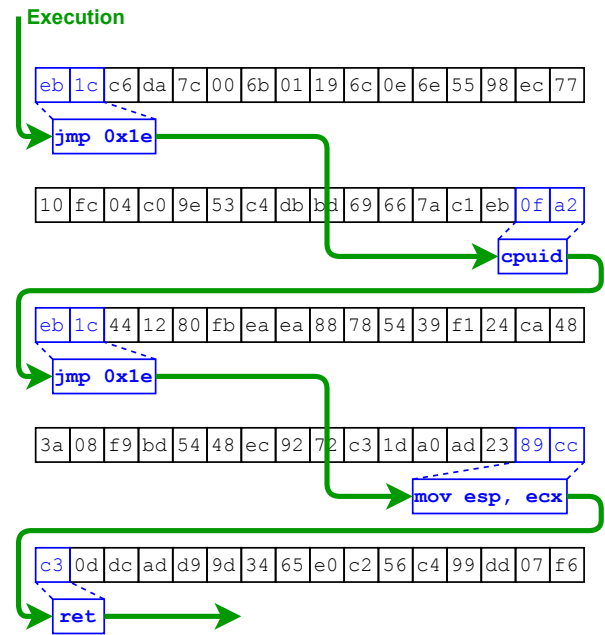 Execution
eb 1c c6 da 7c 00 6b 01 19 6c 0e 6e 55 98 ec 77
jmp 0x1e
10 fc 04 c0 9e 53 c4 db bd 69 66 7a c1 eb 0f a2
cpuid
eb 1c 44 12 80 fb ea ea 88 78 54 39 f1 24 ca 48
jmp 0x1e
3a 08 f9 bd 54 48 ec 92 72 c3 1d a0 ad 23 89 cc
mov esp, ecx
c3 0d dc ad d9 9d 34 65 e0 c2 56 c4 99 dd 07 f6
ret